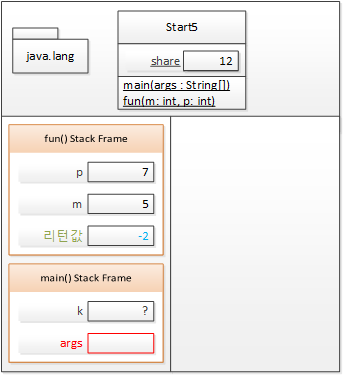 Start5
java.lang
share 12
main(args : String[])
fun(m: int, p: int)
fun() Stack Frame
p 7
m 5
리턴값 -2
main() Stack Frame
k ?
args